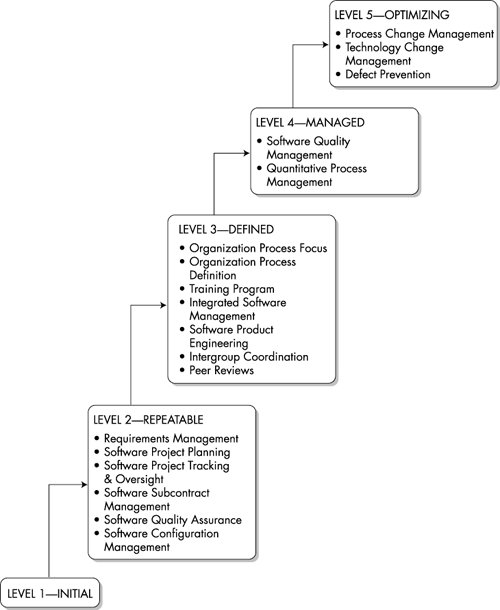 LEVEL 5—OPTIMIZING
• Process Change Management
• Technology Change
Management
• Defect Prevention
LEVEL 4—MANAGED
• Software Quality
Management
• Quantitative Process
Management
LEVEL 3—DEFINED
• Organization Process Focus
• Organization Process
Definition
• Training Program
• Integrated Software
Management
• Software Product
Engineering
• Intergroup Coordination
• Peer Reviews
LEVEL 2—REPEATABLE
• Requirements Management
• Software Project Planning
• Software Project Tracking
& Oversight
• Software Subcontract
Management
• Software Quality Assurance
• Software Configuration
Management
LEVEL 1—INITIAL